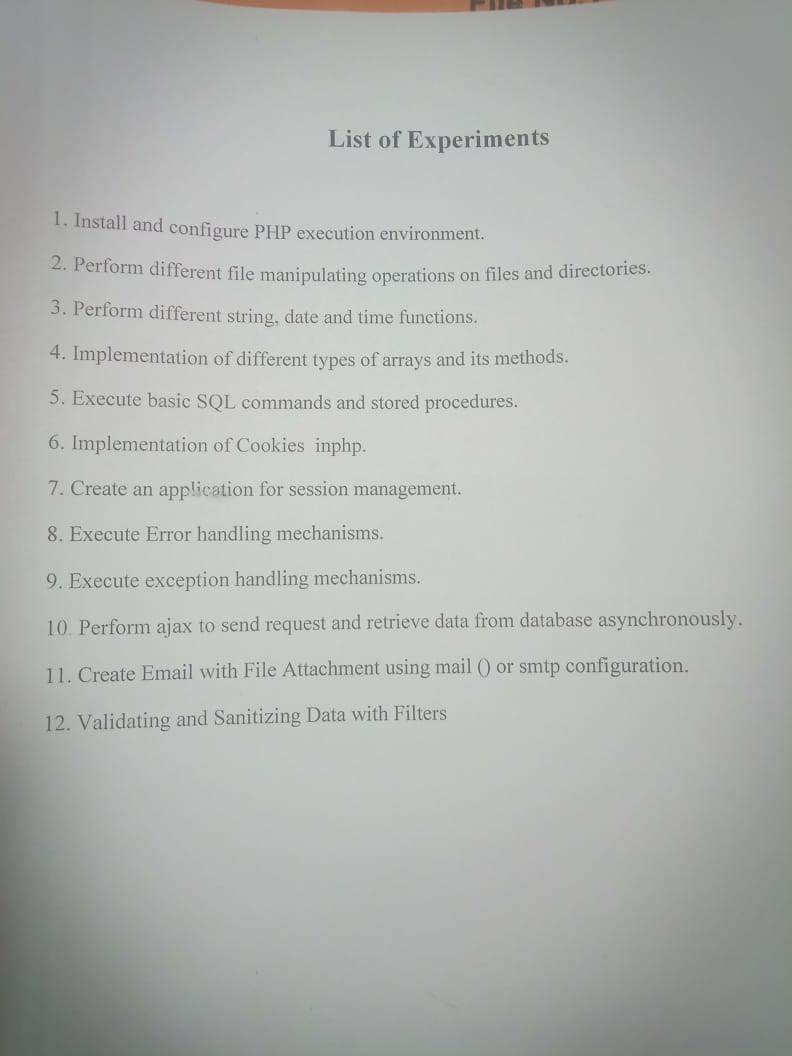 List of Experiments
1. Install and configure PHP execution environment.
2. Perform different file manipulating operations on files and directories.
3. Perform different string, date and time functions.
4. Implementation of different types of arrays and its methods.
5. Execute basic SQL commands and stored procedures.
6. Implementation of Cookies  inphp.
7. Create an application for session management.
8. Execute Error handling mechanisms.
9. Execute exception handling mechanisms.
10. Perform ajax to send request and retrieve data from database asynchronously.
11. Create Email with File Attachment using mail () or smtp configuration.
12. Validating and Sanitizing Data with Filters